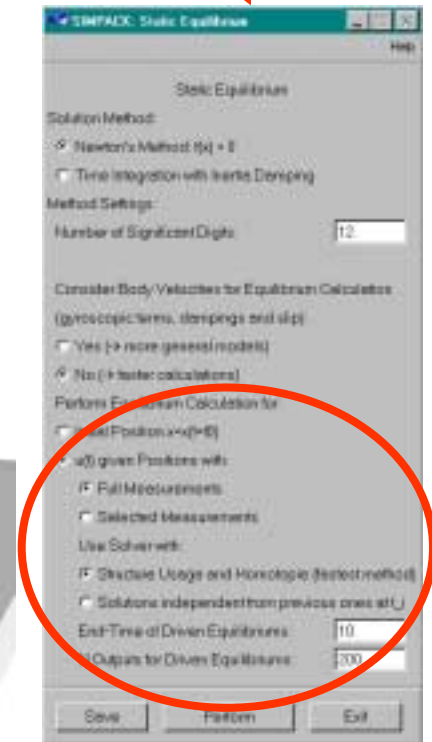 SIMPACK: Static Equilibrium
Help
Static Equilibrium
Solution Method:
Newton's Method f(x) = 0
Time Integration with Inertia Damping
Method Settings:
Number of Significant Digits: 12.
Consider Body Velocities for Equilibrium Calculation
(gyroscopic terms, dampings and slip):
Yes (-> more general models)
No (-> faster calculations)
Perform Equilibrium Calculation for:
Initial Position x=x(t=t0)
u(t) given Positions with:
Full Measurements
Selected Measurements
Use Solver with:
Structure Usage and Homotopie (fastest method)
Solutions independent from previous ones at t_i
End-Time of Driven Equilibriums: 10.
Outputs for Driven Equilibriums: 200
Save Perform Exit